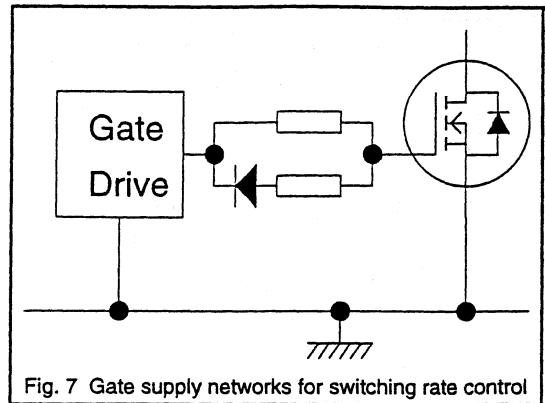 Gate
Drive
Fig. 7 Gate supply networks for switching rate control